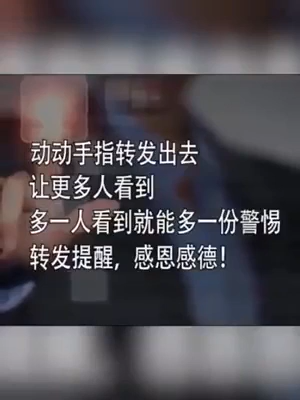 动动手指转发出去
让更多人看到
多一人看到就能多一份警惕
转发提醒，感恩感德！